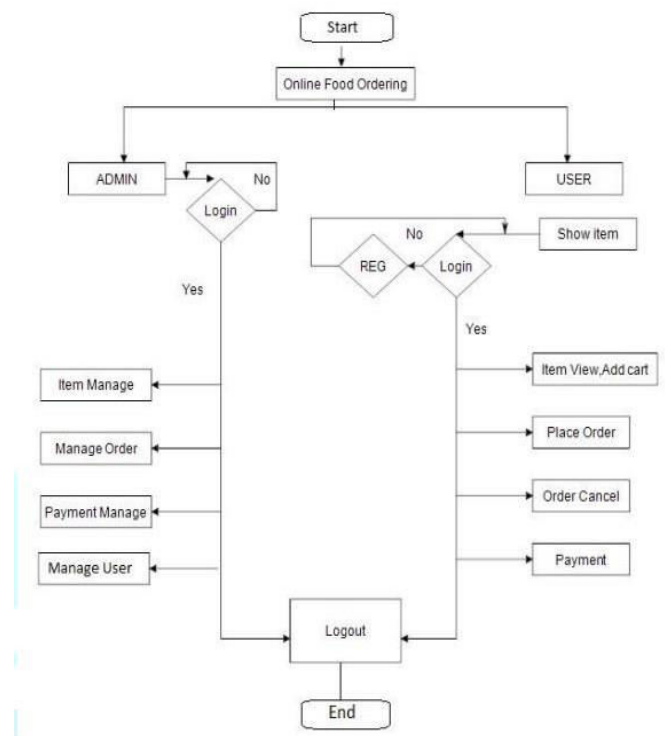 Start
Online Food Ordering
ADMIN
No
USER
Login
No
Show item
REG
Login
Yes
Yes
Item Manage
Item View,Add cart
Manage Order
Place Order
Payment Manage
Order Cancel
Manage User
Payment
Logout
End